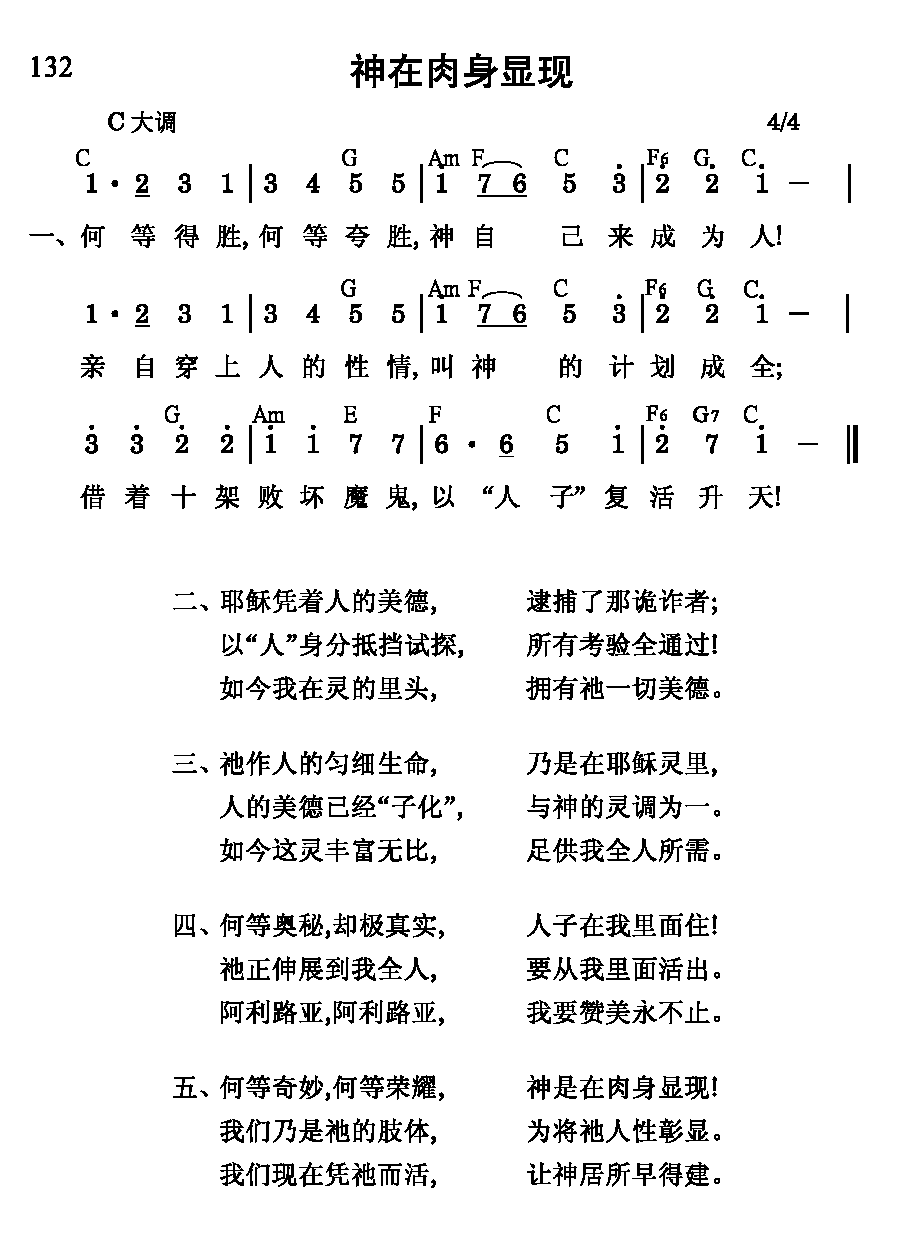 132
神在肉身显现
C 大调 4/4
C G Am F C F6 G C
1· 2 3 1 | 3 4 5 5 | 1̇ 7 6 5 3̇ | 2̇ 2̇ 1̇ – |
一、何 等 得 胜, 何 等 夸 胜, 神 自 己 来 成 为 人!
G Am F C F6 G C
1· 2 3 1 | 3 4 5 5 | 1̇ 7 6 5 3̇ | 2̇ 2̇ 1̇ – |
亲 自 穿 上 人 的 性 情, 叫 神 的 计 划 成 全;
G Am E F C F6 G7 C
3̇ 3̇ 2̇ 2̇ | 1̇ 1̇ 7 7 | 6· 6 5 1̇ | 2̇ 7 1̇ – ‖
借 着 十 架 败 坏 魔 鬼, 以 “人 子” 复 活 升 天!
二、耶稣凭着人的美德, 逮捕了那诡诈者;
以“人”身分抵挡试探, 所有考验全通过!
如今我在灵的里头, 拥有祂一切美德。
三、祂作人的匀细生命, 乃是在耶稣灵里,
人的美德已经“子化”, 与神的灵调为一。
如今这灵丰富无比, 足供我全人所需。
四、何等奥秘,却极真实, 人子在我里面住!
祂正伸展到我全人, 要从我里面活出。
阿利路亚,阿利路亚, 我要赞美永不止。
五、何等奇妙,何等荣耀, 神是在肉身显现!
我们乃是祂的肢体, 为将祂人性彰显。
我们现在凭祂而活, 让神居所早得建。